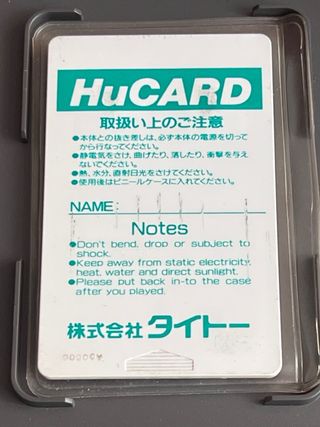 HuCARD
取扱い上のご注意
●本体との抜き差しは、必ず本体の電源を切って
から行なってください。
●静電気をさけ、曲げたり、落したり、衝撃を与え
ないでください。
●熱、水分、直射日光をさけてください。
●使用後はビニールケースに入れてください。
NAME:
Notes
●Don't bend, drop or subject to
shock.
●Keep away from static electricity,
heat, water and direct sunlight.
●Please put back in-to the case
after you played.
株式会社 タイトー